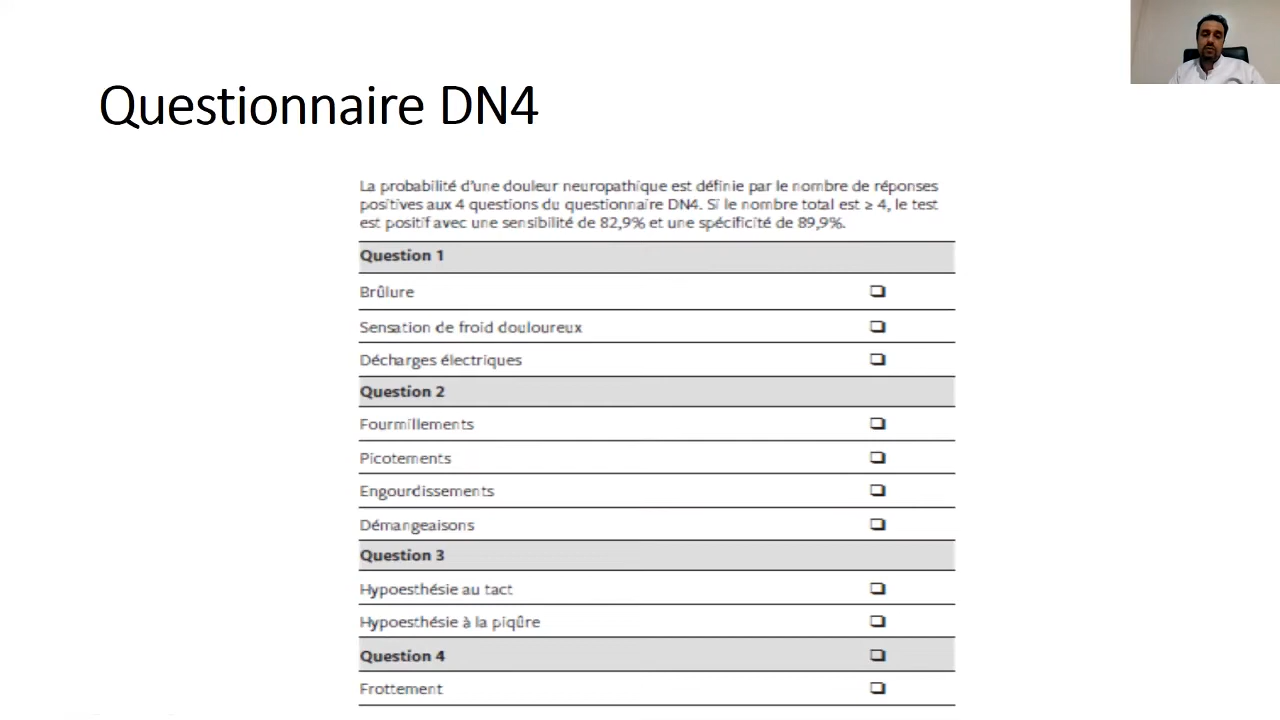 Questionnaire DN4
La probabilité d'une douleur neuropathique est définie par le nombre de réponses
positives aux 4 questions du questionnaire DN4. Si le nombre total est ≥ 4, le test
est positif avec une sensibilité de 82,9% et une spécificité de 89,9%.
Question 1
Brûlure
Sensation de froid douloureux
Décharges électriques
Question 2
Fourmillements
Picotements
Engourdissements
Démangeaisons
Question 3
Hypoesthésie au tact
Hypoesthésie à la piqûre
Question 4
Frottement